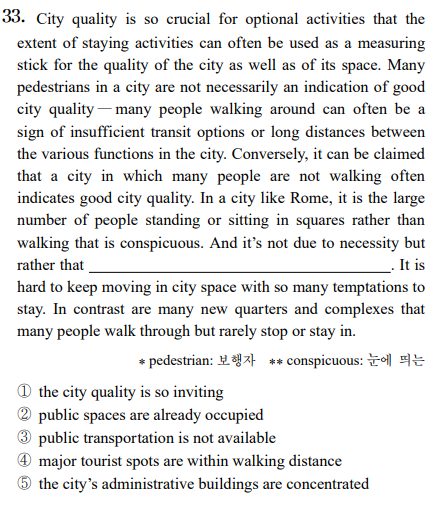 33. City quality is so crucial for optional activities that the
extent of staying activities can often be used as a measuring
stick for the quality of the city as well as of its space. Many
pedestrians in a city are not necessarily an indication of good
city quality — many people walking around can often be a
sign of insufficient transit options or long distances between
the various functions in the city. Conversely, it can be claimed
that a city in which many people are not walking often
indicates good city quality. In a city like Rome, it is the large
number of people standing or sitting in squares rather than
walking that is conspicuous. And it's not due to necessity but
rather that ________________________________. It is
hard to keep moving in city space with so many temptations to
stay. In contrast are many new quarters and complexes that
many people walk through but rarely stop or stay in.
* pedestrian: 보행자 ** conspicuous: 눈에 띄는
① the city quality is so inviting
② public spaces are already occupied
③ public transportation is not available
④ major tourist spots are within walking distance
⑤ the city's administrative buildings are concentrated